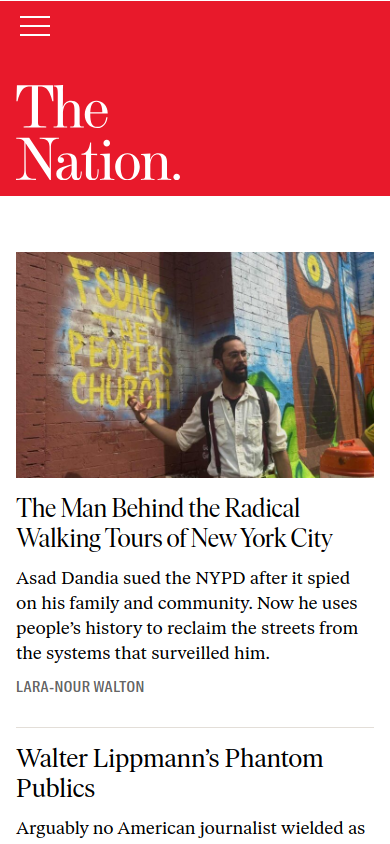 The
Nation.
FSUMC
THE
PEOPLES
CHURCH
The Man Behind the Radical
Walking Tours of New York City
Asad Dandia sued the NYPD after it spied
on his family and community. Now he uses
people’s history to reclaim the streets from
the systems that surveilled him.
LARA-NOUR WALTON
Walter Lippmann’s Phantom
Publics
Arguably no American journalist wielded as